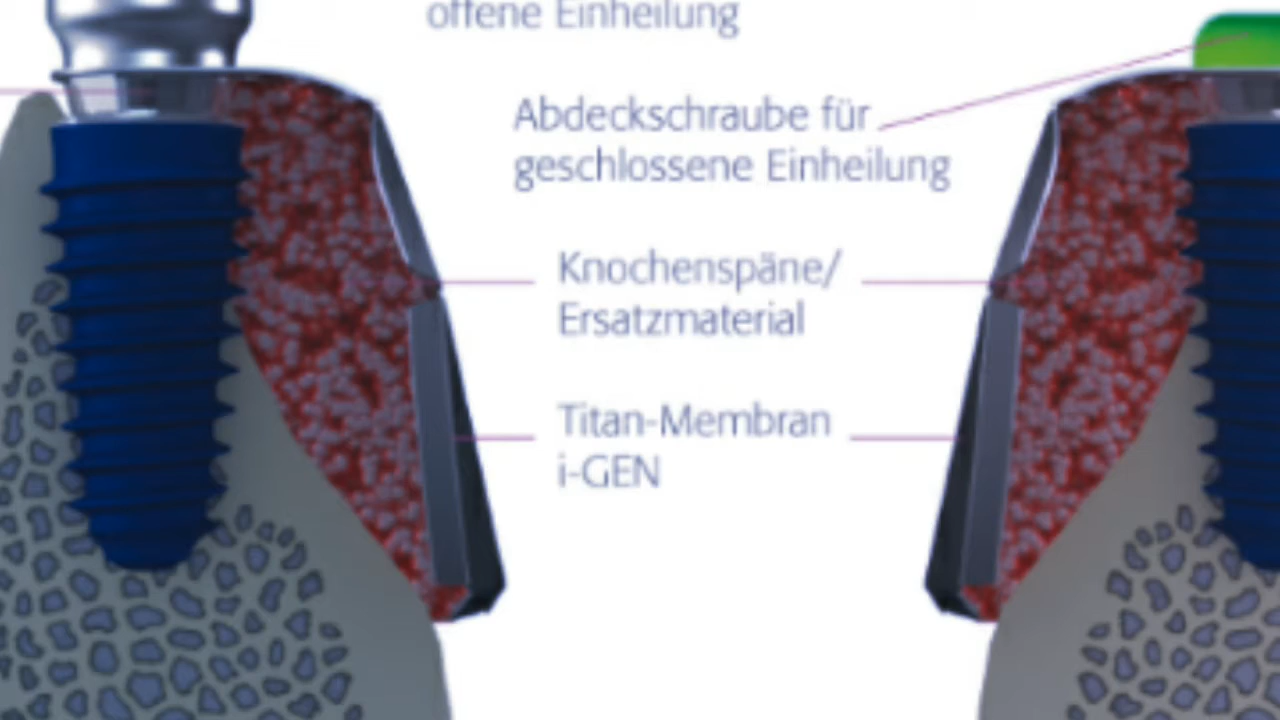 offene Einheilung
Abdeckschraube für
geschlossene Einheilung
Knochenspäne/
Ersatzmaterial
Titan-Membran
i-GEN